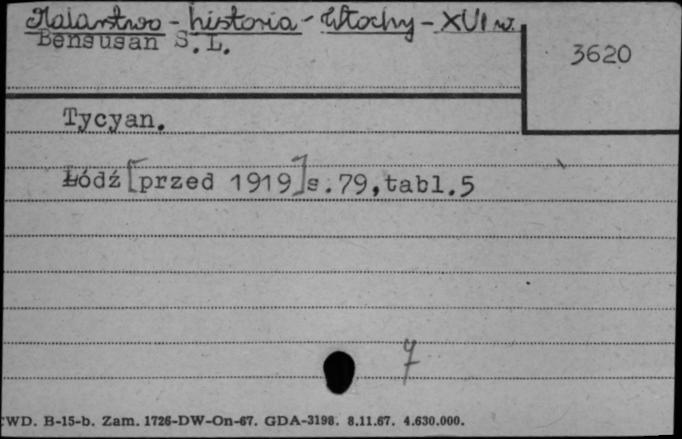 Malarstwo - historia - Włochy - XVI w.
Bensusan S.L.
3620
Tycyan.
Łódź [przed 1919] s.79,tabl.5
7
CWD. B-15-b. Zam. 1726-DW-On-67. GDA-3198. 8.11.67. 4.630.000.